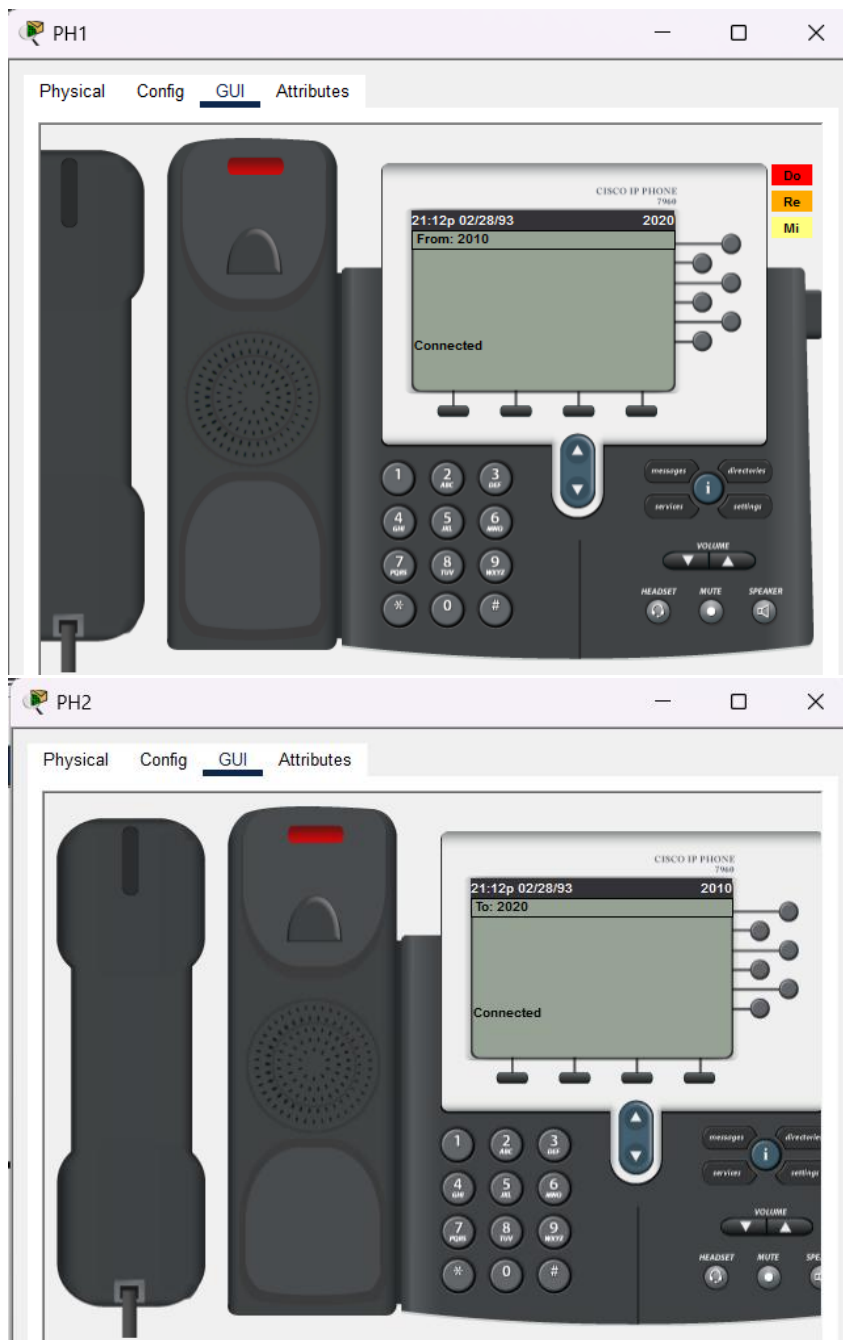 PH1
Physical Config GUI Attributes
CISCO IP PHONE
7960
21:12p 02/28/93 2020
From: 2010
Connected
Do
Re
Mi
messages directories
i
services settings
VOLUME
HEADSET MUTE SPEAKER
1 2 ABC 3 DEF
4 GHI 5 JKL 6 MNO
7 PQRS 8 TUV 9 WXYZ
* 0 #
PH2
Physical Config GUI Attributes
CISCO IP PHONE
7960
21:12p 02/28/93 2010
To: 2020
Connected
messages directorie
i
services settings
VOLUME
HEADSET MUTE SPE
1 2 ABC 3 DEF
4 GHI 5 JKL 6 MNO
7 PQRS 8 TUV 9 WXYZ
* 0 #